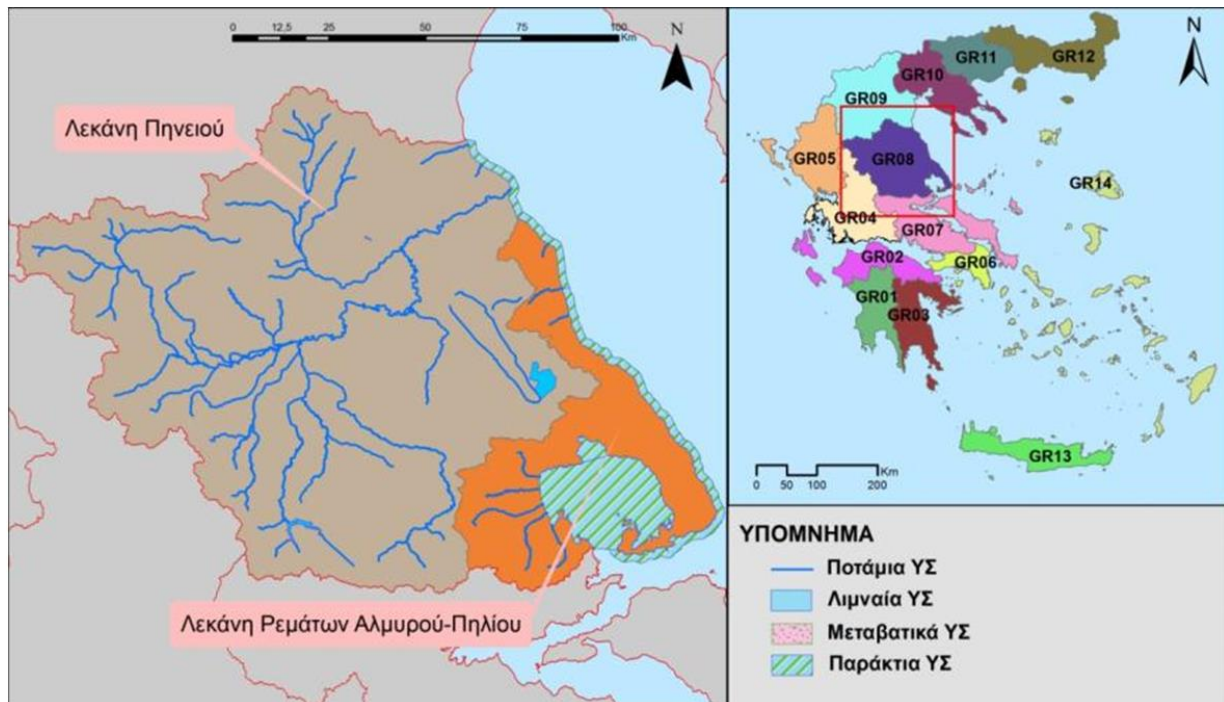 0 12,5 25 50 75 100
Km
N
Λεκάνη Πηνειού
Λεκάνη Ρεμάτων Αλμυρού-Πηλίου
N
GR11
GR12
GR10
GR09
GR05
GR08
GR14
GR04
GR07
GR02
GR06
GR01
GR03
GR13
Km
0 50 100 200
ΥΠΟΜΝΗΜΑ
Ποτάμια ΥΣ
Λιμναία ΥΣ
Μεταβατικά ΥΣ
Παράκτια ΥΣ